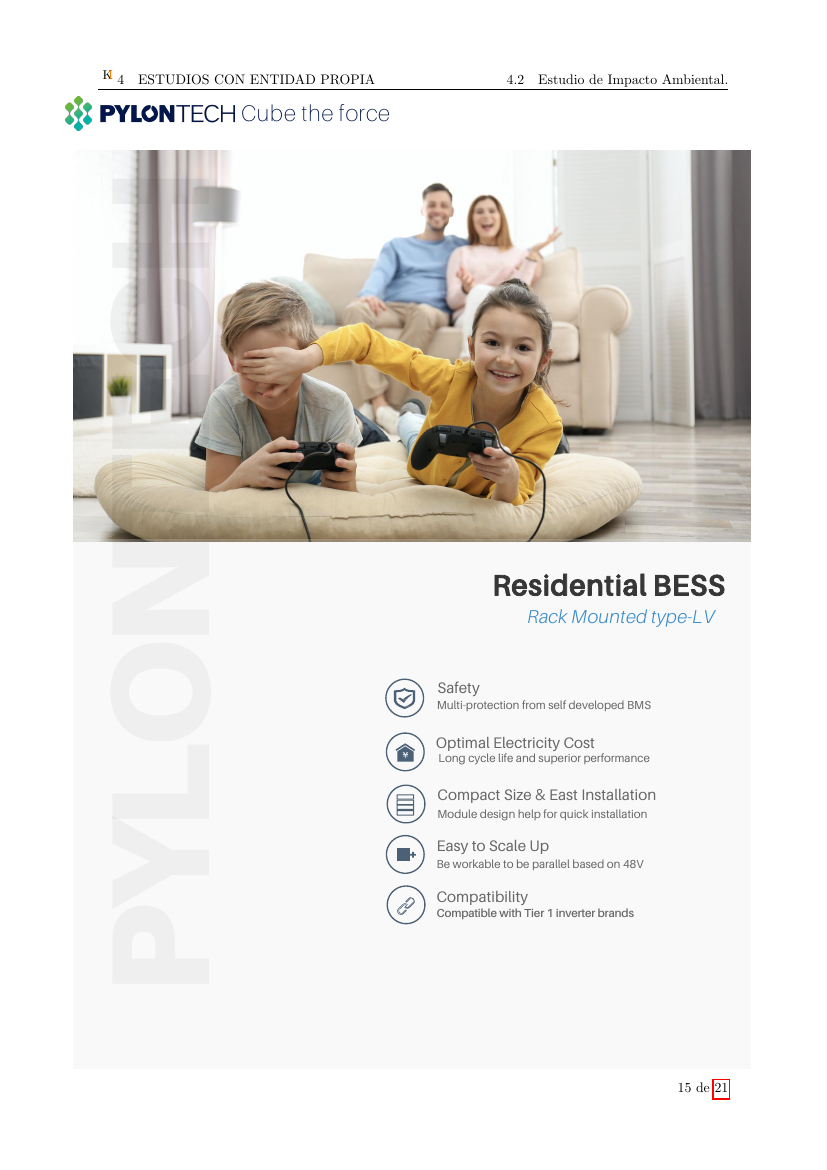 K 4 ESTUDIOS CON ENTIDAD PROPIA 4.2 Estudio de Impacto Ambiental.
PYLONTECH Cube the force
PYLONTECH
Residential BESS
Rack Mounted type-LV
Safety
Multi-protection from self developed BMS
Optimal Electricity Cost
Long cycle life and superior performance
Compact Size & East Installation
Module design help for quick installation
Easy to Scale Up
Be workable to be parallel based on 48V
Compatibility
Compatible with Tier 1 inverter brands
15 de 21